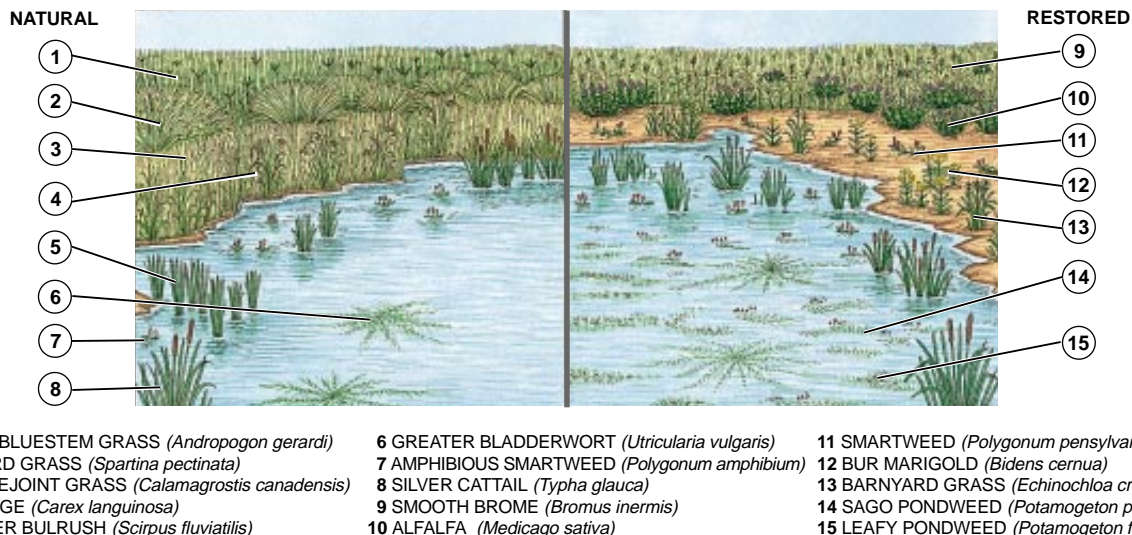 NATURAL
RESTORED
1
2
3
4
5
6
7
8
9
10
11
12
13
14
15
BLUESTEM GRASS (Andropogon gerardi)
GRASS (Spartina pectinata)
GRASS (Calamagrostis canadensis)
(Carex languinosa)
BULRUSH (Scirpus fluviatilis)
6 GREATER BLADDERWORT (Utricularia vulgaris)
7 AMPHIBIOUS SMARTWEED (Polygonum amphibium)
8 SILVER CATTAIL (Typha glauca)
9 SMOOTH BROME (Bromus inermis)
10 ALFALFA (Medicago sativa)
11 SMARTWEED (Polygonum
12 BUR MARIGOLD (Bidens cernua)
13 BARNYARD GRASS (Echinochloa
14 SAGO PONDWEED (Potamogeton
15 LEAFY PONDWEED (Potamogeton